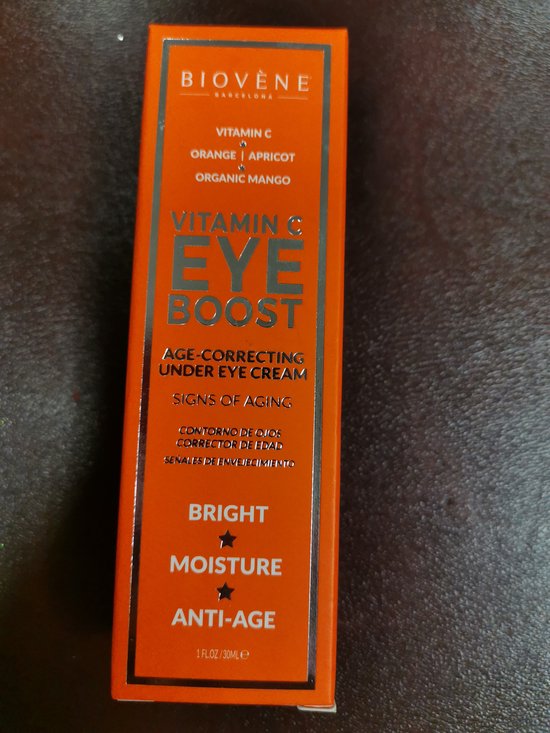 BIOVÈNE
BARCELONA
VITAMIN C
ORANGE | APRICOT
ORGANIC MANGO
VITAMIN C
EYE
BOOST
AGE-CORRECTING
UNDER EYE CREAM
SIGNS OF AGING
CONTORNO DE OJOS
CORRECTOR DE EDAD
SEÑALES DE ENVEJECIMIENTO
BRIGHT
MOISTURE
ANTI-AGE
1 FL.OZ / 30ML ℮